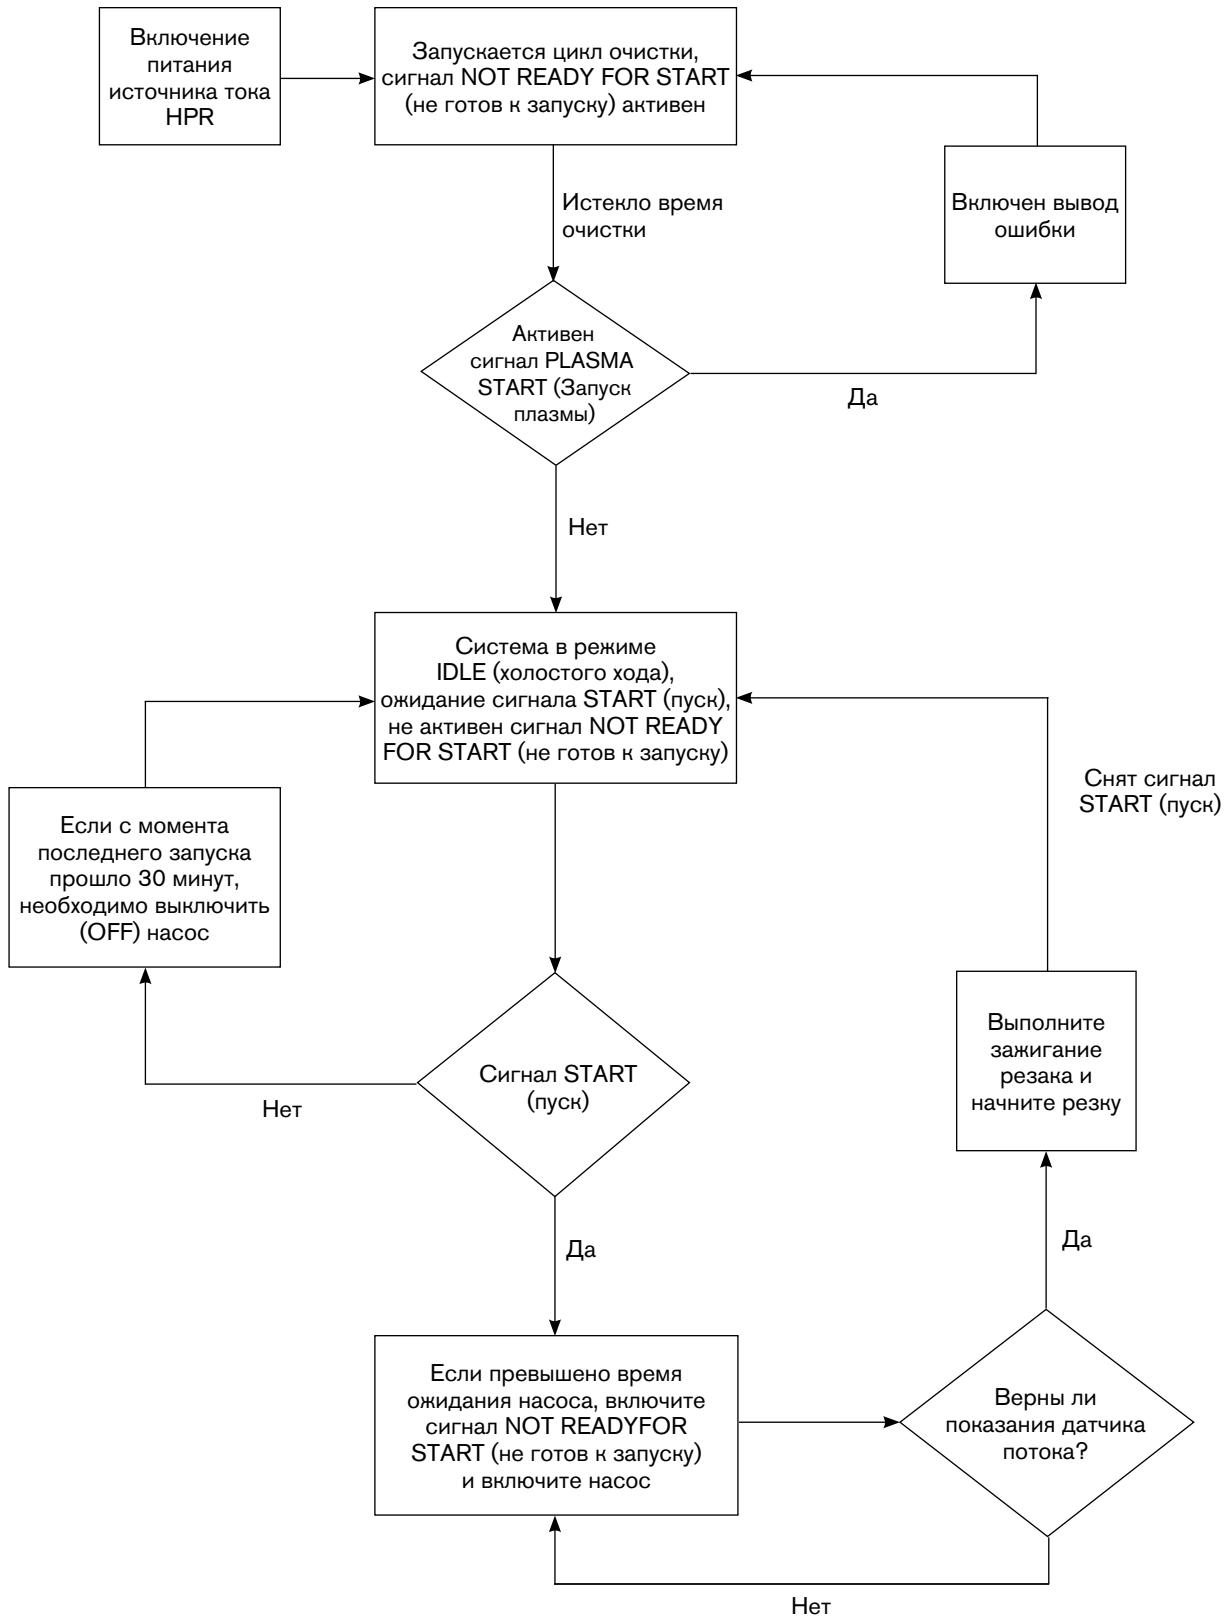 Включение
питания
источника тока
HPR
Запускается цикл очистки,
сигнал NOT READY FOR START
(не готов к запуску) активен
Включен вывод
ошибки
Истекло время
очистки
Активен
сигнал PLASMA
START (Запуск
плазмы)
Да
Нет
Система в режиме
IDLE (холостого хода),
ожидание сигнала START (пуск),
не активен сигнал NOT READY
FOR START (не готов к запуску)
Снят сигнал
START (пуск)
Если с момента
последнего запуска
прошло 30 минут,
необходимо выключить
(OFF) насос
Выполните
зажигание
резака и
начните резку
Сигнал START
(пуск)
Нет
Да
Да
Если превышено время
ожидания насоса, включите
сигнал NOT READYFOR
START (не готов к запуску)
и включите насос
Верны ли
показания датчика
потока?
Нет